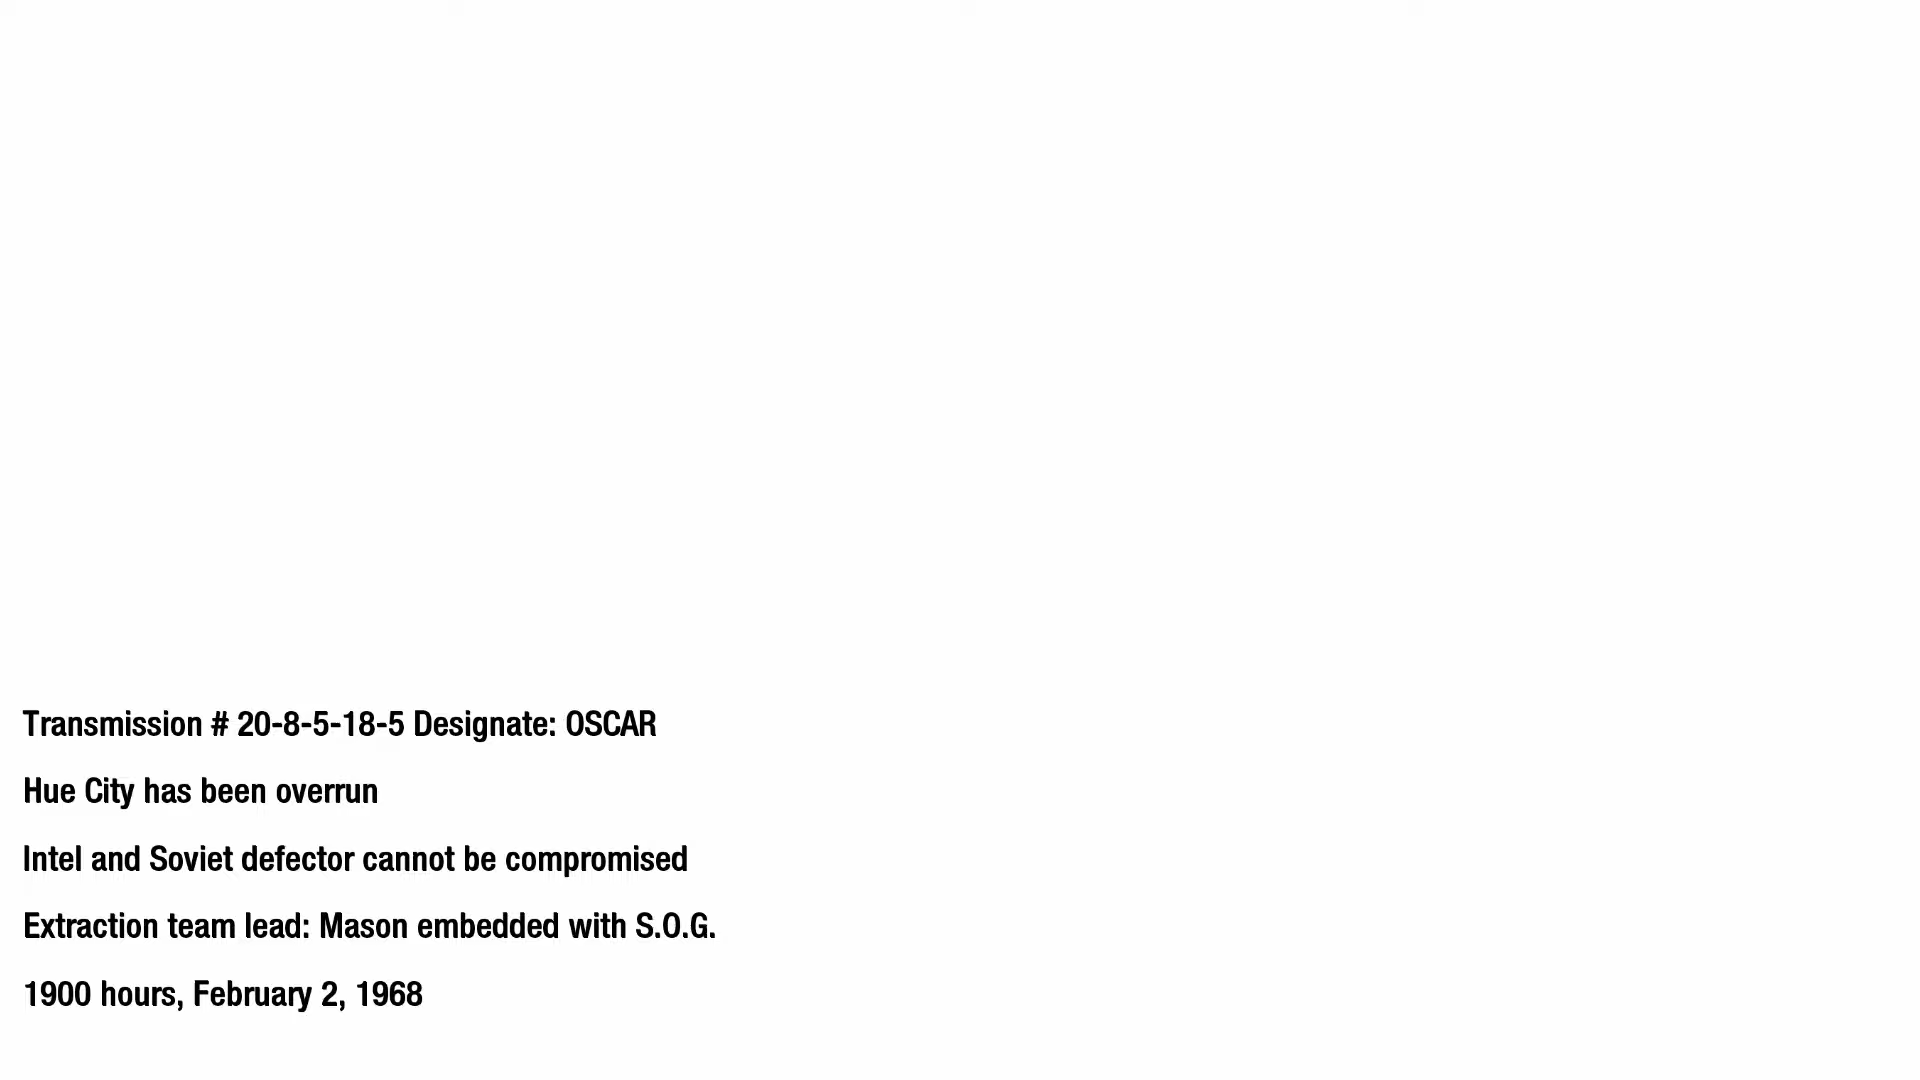 Transmission # 20-8-5-18-5 Designate: OSCAR
Hue City has been overrun
Intel and Soviet defector cannot be compromised
Extraction team lead: Mason embedded with S.O.G.
1900 hours, February 2, 1968